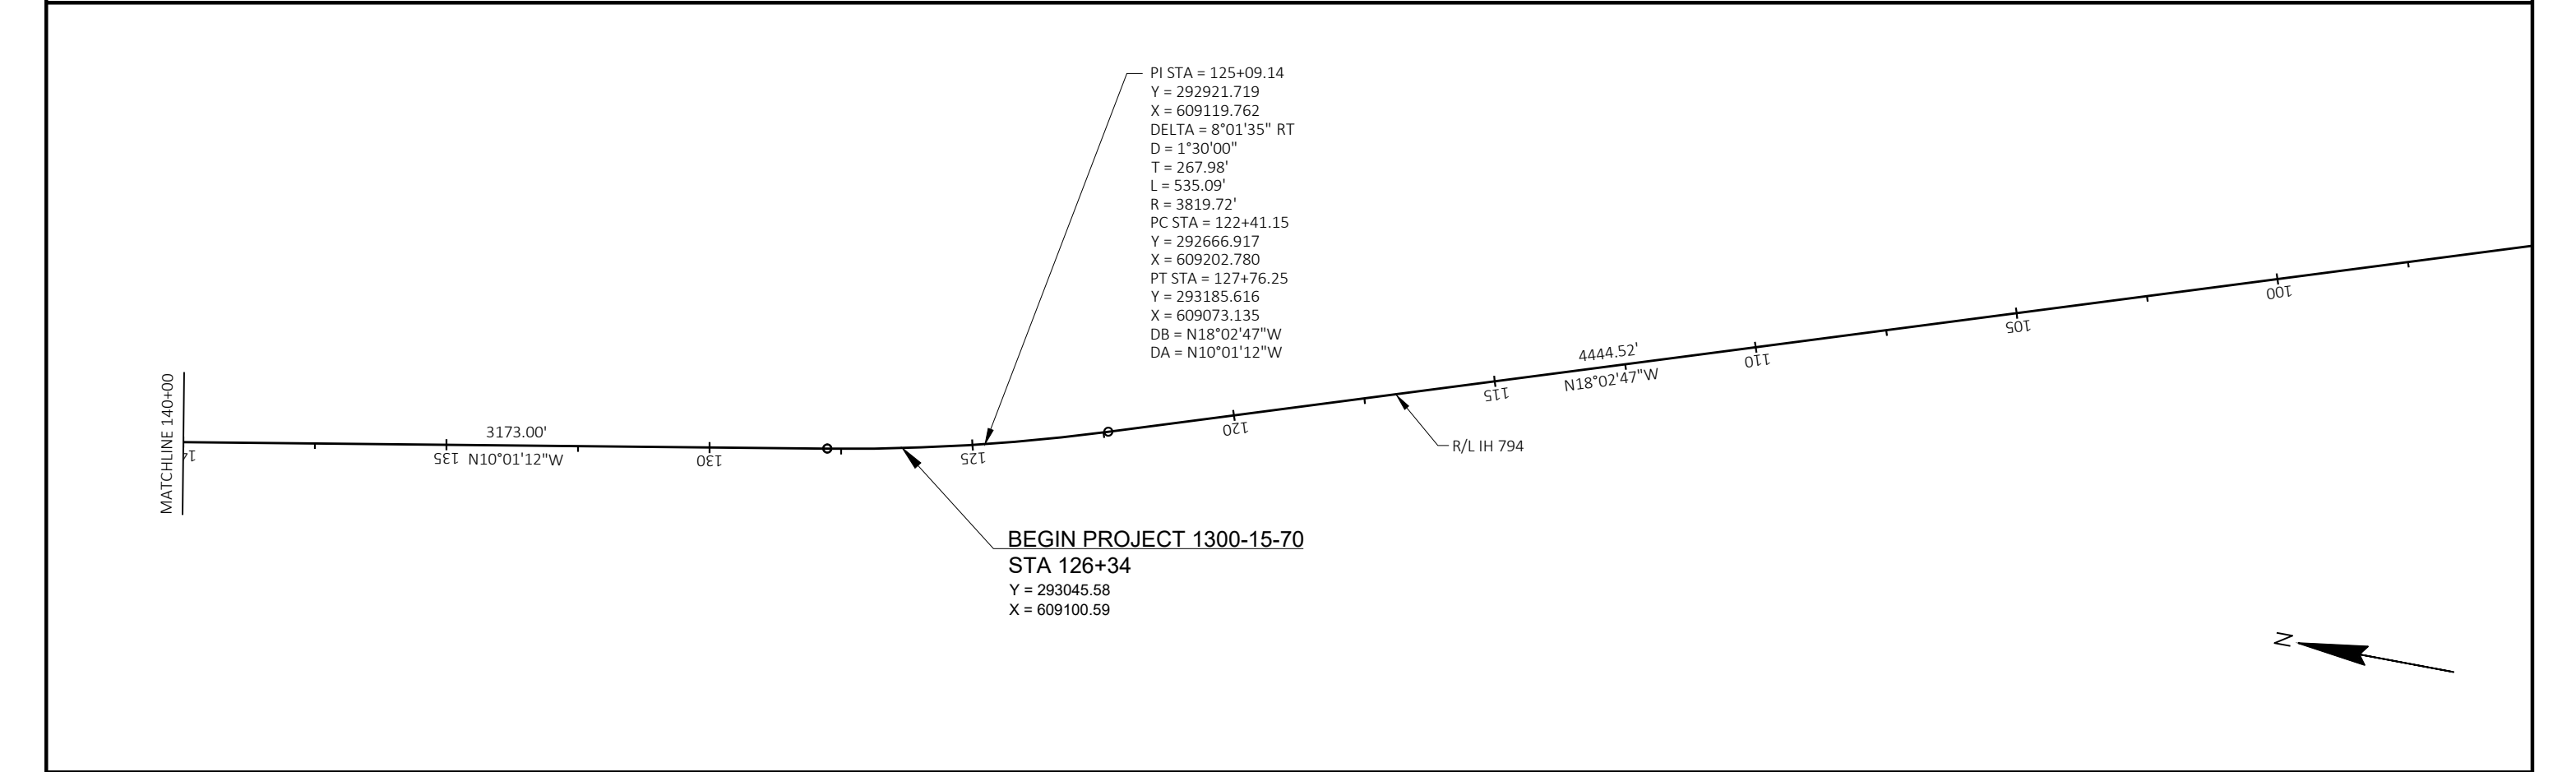 PI STA = 125+09.14
Y = 292921.719
X = 609119.762
DELTA = 8°01'35" RT
D = 1°30'00"
T = 267.98'
L = 535.09'
R = 3819.72'
PC STA = 122+41.15
Y = 292666.917
X = 609202.780
PT STA = 127+76.25
Y = 293185.616
X = 609073.135
DB = N18°02'47"W
DA = N10°01'12"W
MATCHLINE 140+00
14
3173.00'
135
N10°01'12"W
130
125
120
115
4444.52'
N18°02'47"W
110
105
100
R/L IH 794
BEGIN PROJECT 1300-15-70
STA 126+34
Y = 293045.58
X = 609100.59
N